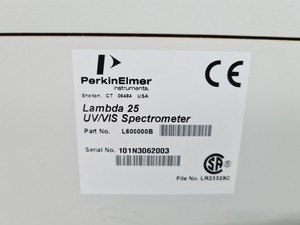 PerkinElmer
instruments.
Shelton, CT 06484 USA
Lambda 25
UV/VIS Spectrometer
Part No. L600000B
Serial No. 101N3062003
File No. LR23329C